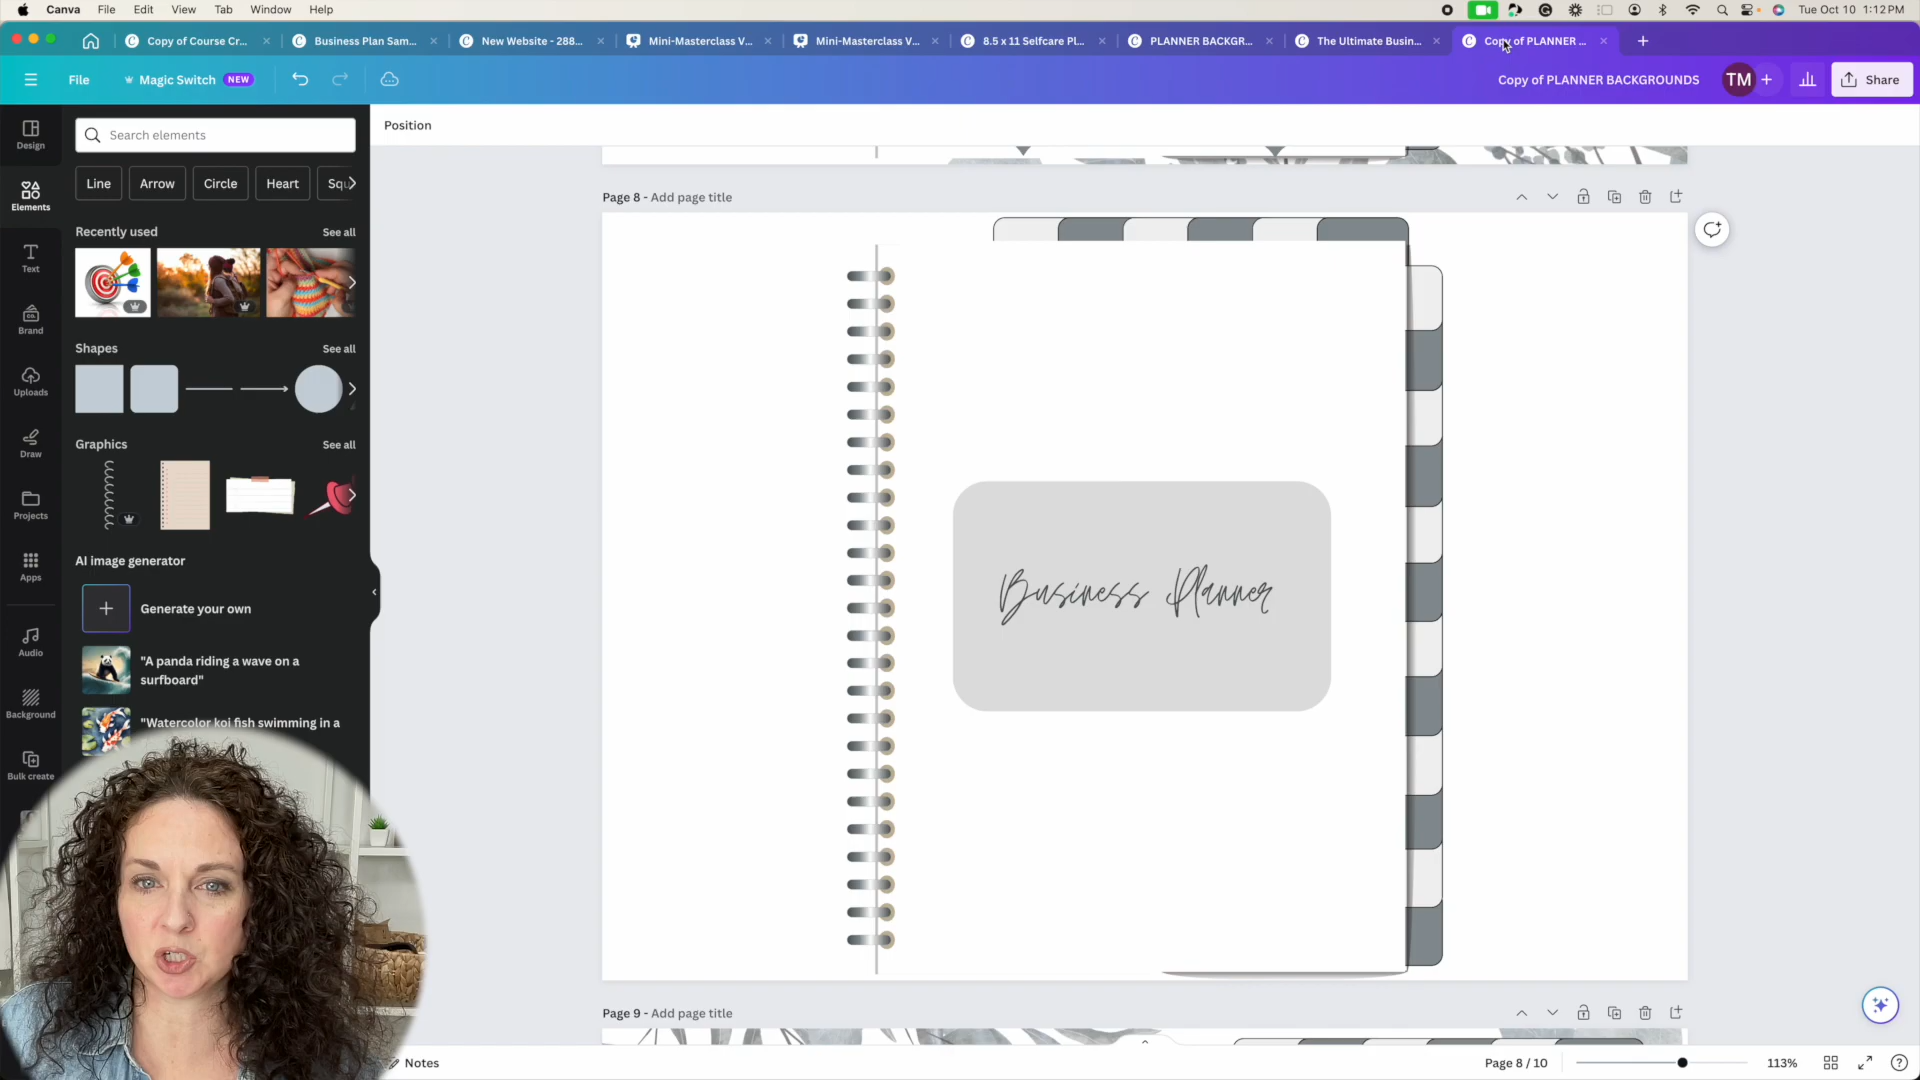 Canva File Edit View Tab Window Help Tue Oct 10 1:12 PM
Copy of Course Cr... Business Plan Sam... New Website - 288... Mini-Masterclass V... Mini-Masterclass V... 8.5 x 11 Selfcare Pl... PLANNER BACKGR... The Ultimate Busin... Copy of PLANNER ...
File Magic Switch NEW Copy of PLANNER BACKGROUNDS TM Share
Position
Design
Elements
Text
Brand
Uploads
Draw
Projects
Apps
Audio
Background
Bulk create
Search elements
Line Arrow Circle Heart Squ
Recently used See all
Shapes See all
Graphics See all
AI image generator
Generate your own
"A panda riding a wave on a
surfboard"
"Watercolor koi fish swimming in a
Page 8 - Add page title
Business Planner
Page 9 - Add page title
Notes
Page 8 / 10 113%